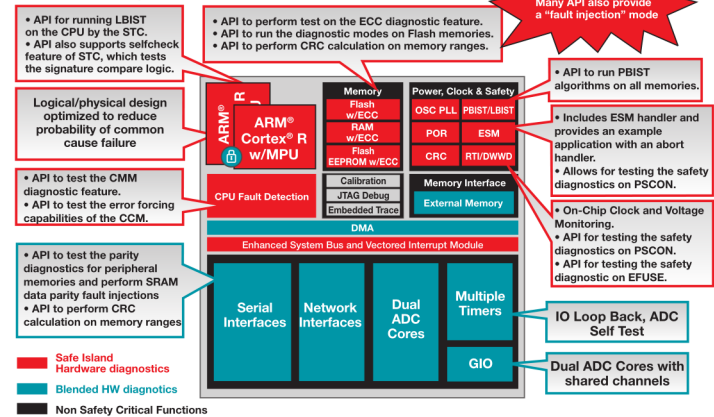 Many API also provide
a "fault injection" mode
• API for running LBIST
on the CPU by the STC.
• API also supports selfcheck
feature of STC, which tests
the signature compare logic.
• API to perform test on the ECC diagnostic feature.
• API to run the diagnostic modes on Flash memories.
• API to perform CRC calculation on memory ranges.
• API to run PBIST
algorithms on all memories.
Logical/physical design
optimized to reduce
probability of common
cause failure
ARM®
R
U
ARM®
Cortex® R
w/MPU
Memory
Flash
w/ECC
RAM
w/ECC
Flash
EEPROM w/ECC
Power, Clock & Safety
OSC PLL
PBIST/LBIST
POR
ESM
CRC
RTI/DWWD
• Includes ESM handler and
provides an example
application with an abort
handler.
• Allows for testing the safety
diagnostics on PSCON.
• API to test the CMM
diagnostic feature.
• API to test the error forcing
capabilities of the CCM.
CPU Fault Detection
Calibration
JTAG Debug
Embedded Trace
Memory Interface
External Memory
• On-Chip Clock and Voltage
Monitoring.
• API for testing the safety
diagnostics on PSCON.
• API for testing the safety
diagnostic on EFUSE.
DMA
Enhanced System Bus and Vectored Interrupt Module
• API to test the parity
diagnostics for peripheral
memories and perform SRAM
data parity fault injections
• API to perform CRC
calculation on memory ranges
Serial
Interfaces
Network
Interfaces
Dual
ADC
Cores
Multiple
Timers
GIO
IO Loop Back, ADC
Self Test
Dual ADC Cores with
shared channels
Safe Island
Hardware diagnostics
Blended HW diagnotics
Non Safety Critical Functions